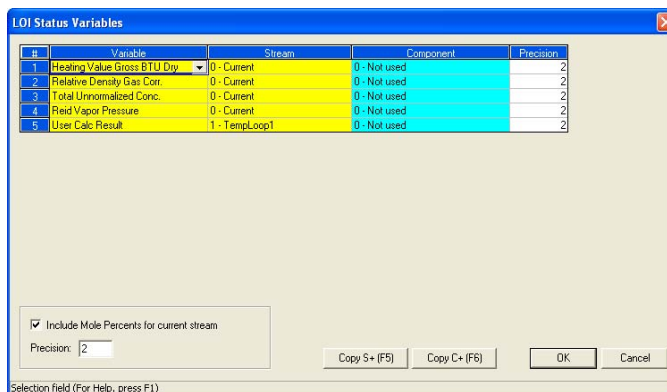 LOI Status Variables
# Variable Stream Component Precision
1 Heating Value Gross BTU Dry 0 - Current 0 - Not used 2
2 Relative Density Gas Corr. 0 - Current 0 - Not used 2
3 Total Unnormalized Conc. 0 - Current 0 - Not used 2
4 Reid Vapor Pressure 0 - Current 0 - Not used 2
5 User Calc Result 1 - TempLoop1 0 - Not used 2
Include Mole Percents for current stream
Precision: 2
Copy S+ (F5) Copy C+ (F6) OK Cancel
Selection field (For Help, press F1)